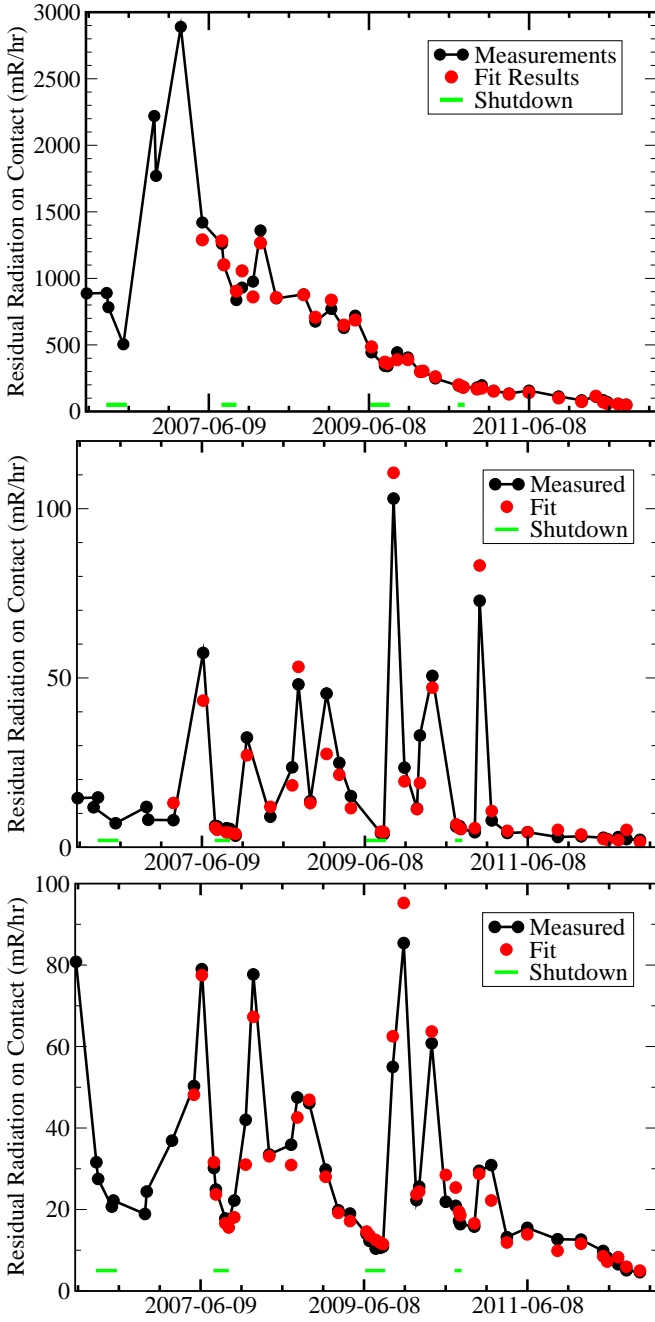 Residual Radiation on Contact (mR/hr)
3000
2500
2000
1500
1000
500
0
Measurements
Fit Results
Shutdown
2007-06-09
2009-06-08
2011-06-08
Residual Radiation on Contact (mR/hr)
100
50
0
Measured
Fit
Shutdown
2007-06-09
2009-06-08
2011-06-08
Residual Radiation on Contact (mR/hr)
100
80
60
40
20
0
Measured
Fit
Shutdown
2007-06-09
2009-06-08
2011-06-08